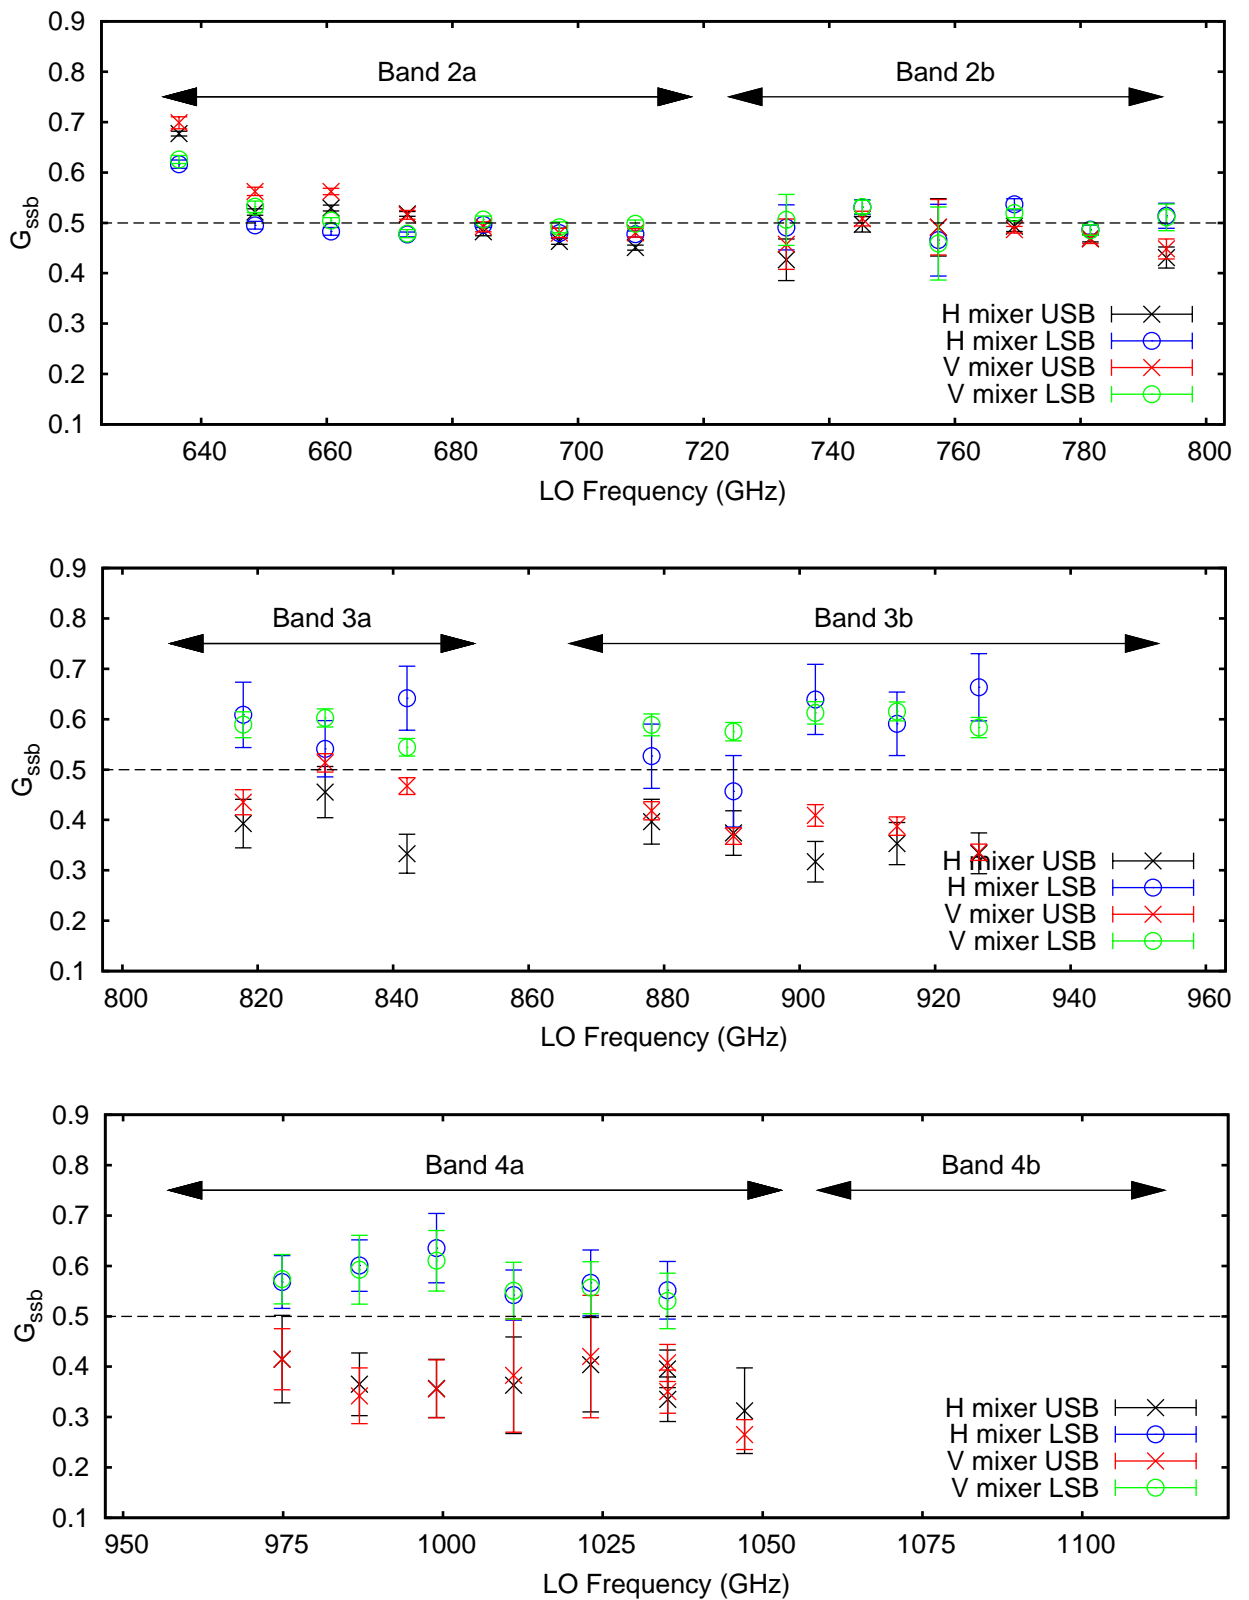 0.9
0.8
0.7
0.6
0.5
0.4
0.3
0.2
0.1
G_ssb
Band 2a
Band 2b
H mixer USB
H mixer LSB
V mixer USB
V mixer LSB
640 660 680 700 720 740 760 780 800
LO Frequency (GHz)
0.9
0.8
0.7
0.6
0.5
0.4
0.3
0.2
0.1
G_ssb
Band 3a
Band 3b
H mixer USB
H mixer LSB
V mixer USB
V mixer LSB
800 820 840 860 880 900 920 940 960
LO Frequency (GHz)
0.9
0.8
0.7
0.6
0.5
0.4
0.3
0.2
0.1
G_ssb
Band 4a
Band 4b
H mixer USB
H mixer LSB
V mixer USB
V mixer LSB
950 975 1000 1025 1050 1075 1100
LO Frequency (GHz)